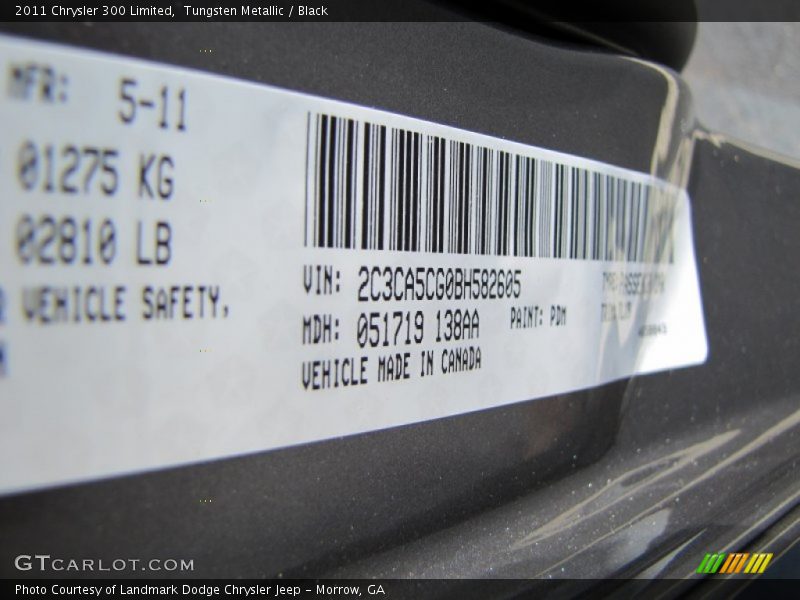 2011 Chrysler 300 Limited, Tungsten Metallic / Black
MFR: 5-11
01275 KG
02810 LB
VEHICLE SAFETY,
VIN: 2C3CA5CG0BH582605
MDH: 051719 138AA PAINT: PDM
VEHICLE MADE IN CANADA
GTCARLOT.COM
Photo Courtesy of Landmark Dodge Chrysler Jeep – Morrow, GA